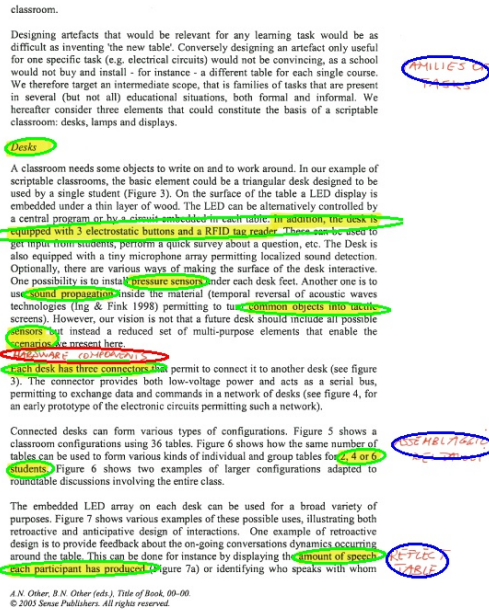 classroom.
Designing artefacts that would be relevant for any learning task would be as
difficult as inventing 'the new table'. Conversely designing an artefact only useful
for one specific task (e.g. electrical circuits) would not be convincing, as a school
would not buy and install - for instance - a different table for each single course.
We therefore target an intermediate scope, that is families of tasks that are present
in several (but not all) educational situations, both formal and informal. We
hereafter consider three elements that could constitute the basis of a scriptable
classroom: desks, lamps and displays.
AMILIES O
TASKS
Desks
A classroom needs some objects to write on and to work around. In our example of
scriptable classrooms, the basic element could be a triangular desk designed to be
used by a single student (Figure 3). On the surface of the table a LED display is
embedded under a thin layer of wood. The LED can be alternatively controlled by
a central program or by a circuit embedded in each table. In addition, the desk is
equipped with 3 electrostatic buttons and a RFID tag reader. These can be used to
get input from students, perform a quick survey about a question, etc. The Desk is
also equipped with a tiny microphone array permitting localized sound detection.
Optionally, there are various ways of making the surface of the desk interactive.
One possibility is to install pressure sensors under each desk feet. Another one is to
use sound propagation inside the material (temporal reversal of acoustic waves
technologies (Ing & Fink 1998) permitting to turn common objects into tactile
screens). However, our vision is not that a future desk should include all possible
sensors but instead a reduced set of multi-purpose elements that enable the
scenarios we present here.
HARDWARE COMPONENTS
Each desk has three connectors that permit to connect it to another desk (see figure
3). The connector provides both low-voltage power and acts as a serial bus,
permitting to exchange data and commands in a network of desks (see figure 4, for
an early prototype of the electronic circuits permitting such a network).
Connected desks can form various types of configurations. Figure 5 shows a
classroom configurations using 36 tables. Figure 6 shows how the same number of
tables can be used to form various kinds of individual and group tables for 2, 4 or 6
students. Figure 6 shows two examples of larger configurations adapted to
roundtable discussions involving the entire class.
The embedded LED array on each desk can be used for a broad variety of
purposes. Figure 7 shows various examples of these possible uses, illustrating both
retroactive and anticipative design of interactions. One example of retroactive
design is to provide feedback about the on-going conversations dynamics occurring
around the table. This can be done for instance by displaying the amount of speech
each participant has produced (Figure 7a) or identifying who speaks with whom
REFLECT
TABLE
A.N. Other, B.N. Other (eds.), Title of Book, 00–00.
© 2005 Sense Publishers. All rights reserved.